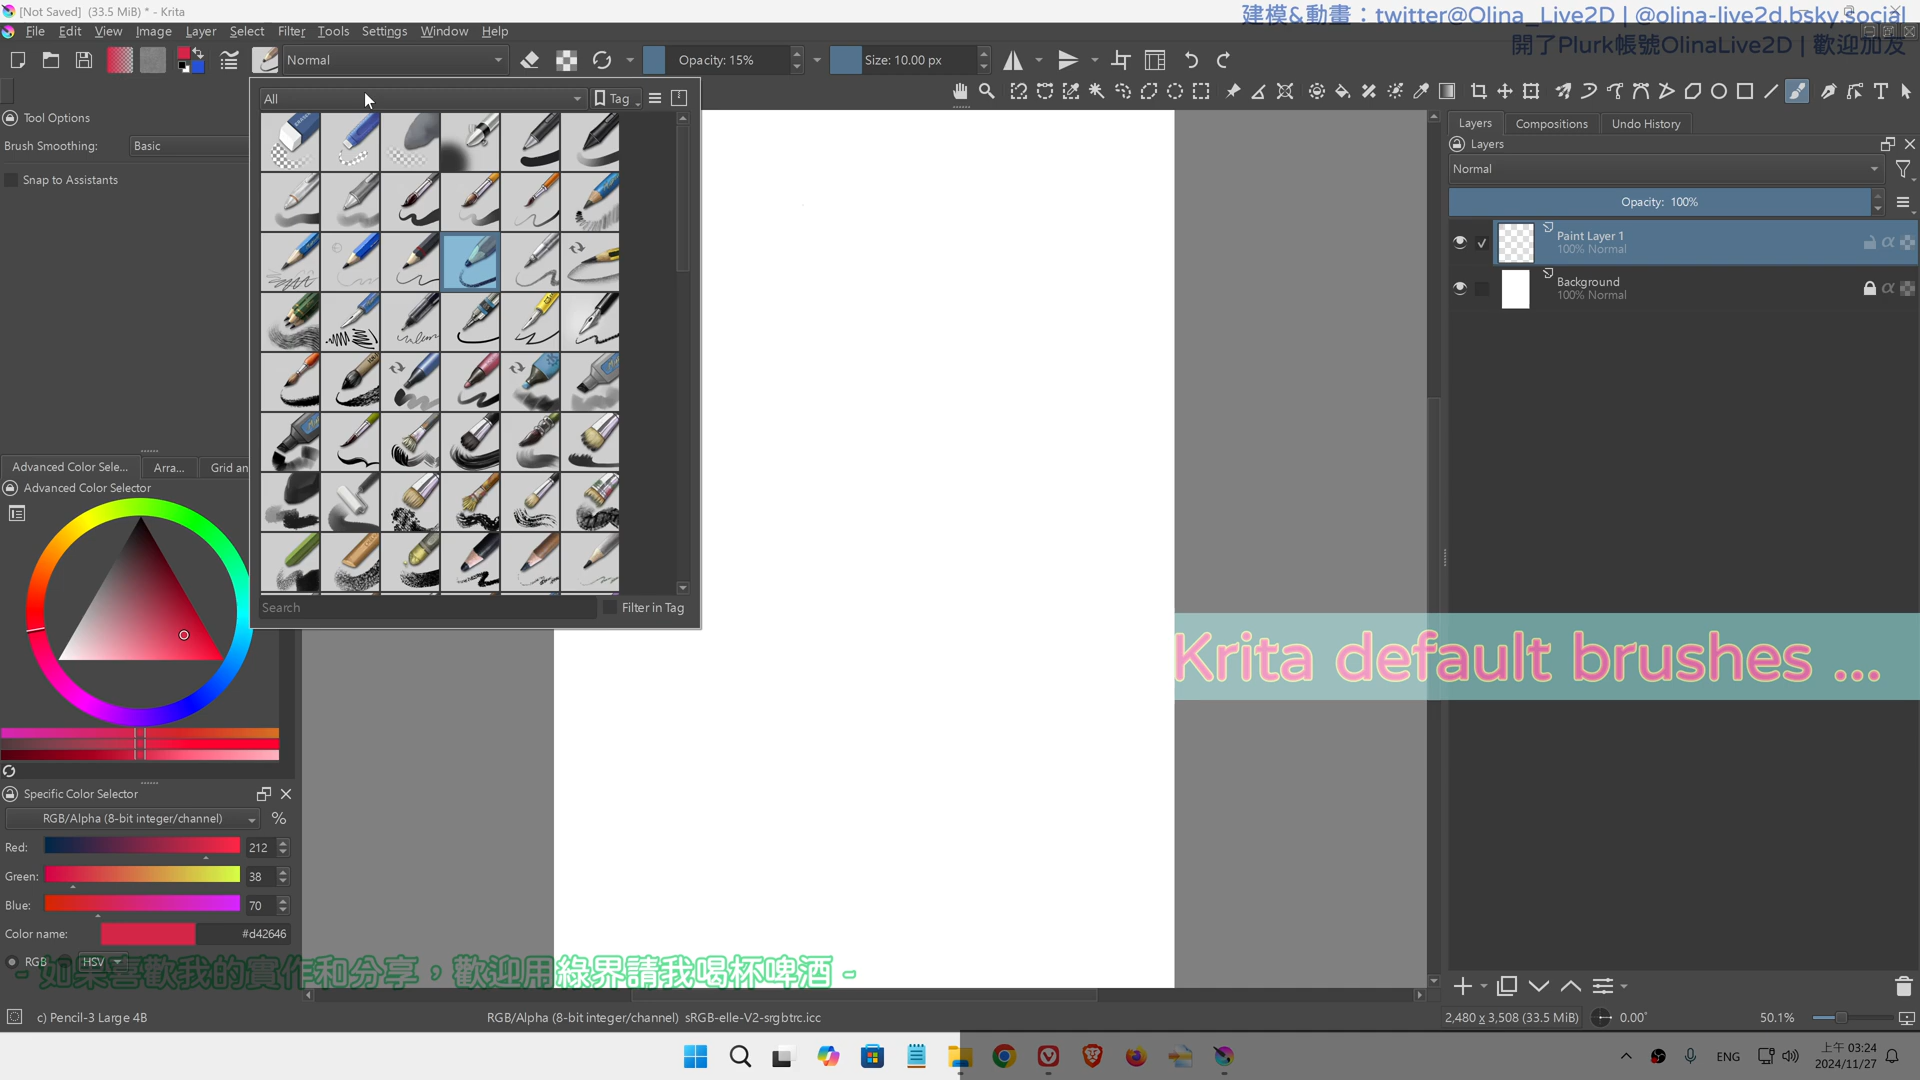 [Not Saved]  (33.5 MiB) * - Krita
建模&動畫：twitter@Olina_Live2D | @olina-live2d.bsky.social
File Edit View Image Layer Select Filter Tools Settings Window Help
開了Plurk帳號OlinaLive2D | 歡迎加友
Normal
Opacity: 15%
Size: 10.00 px
All
Tag
Tool Options
Brush Smoothing: Basic
Snap to Assistants
Layers Compositions Undo History
Layers
Normal
Opacity: 100%
Paint Layer 1
100% Normal
Background
100% Normal
Advanced Color Sele... Arra... Grid an
Advanced Color Selector
Search
Filter in Tag
Krita default brushes ...
Specific Color Selector
RGB/Alpha (8-bit integer/channel)
%
Red: 212
Green: 38
Blue: 70
Color name: #d42646
RGB HSV
- 如果喜歡我的實作和分享，歡迎用綠界請我喝杯啤酒 -
c) Pencil-3 Large 4B
RGB/Alpha (8-bit integer/channel)  sRGB-elle-V2-srgbtrc.icc
2,480 x 3,508 (33.5 MiB)
0.00°
50.1%
ENG
上午 03:24
2024/11/27